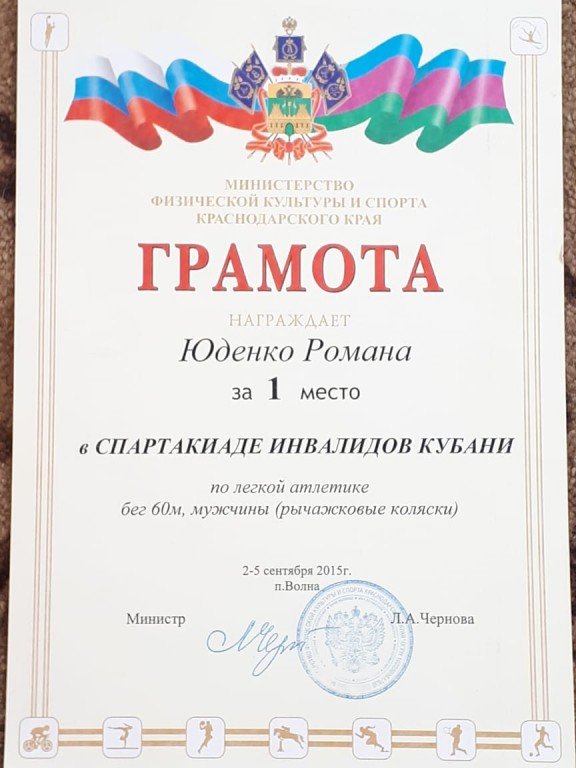 МИНИСТЕРСТВО
ФИЗИЧЕСКОЙ КУЛЬТУРЫ И СПОРТА
КРАСНОДАРСКОГО КРАЯ
ГРАМОТА
НАГРАЖДАЕТ
Юденко Романа
за 1 место
в СПАРТАКИАДЕ ИНВАЛИДОВ КУБАНИ
по легкой атлетике
бег 60м, мужчины (рычажковые коляски)
2-5 сентября 2015г.
п.Волна
Министр Л.А.Чернова